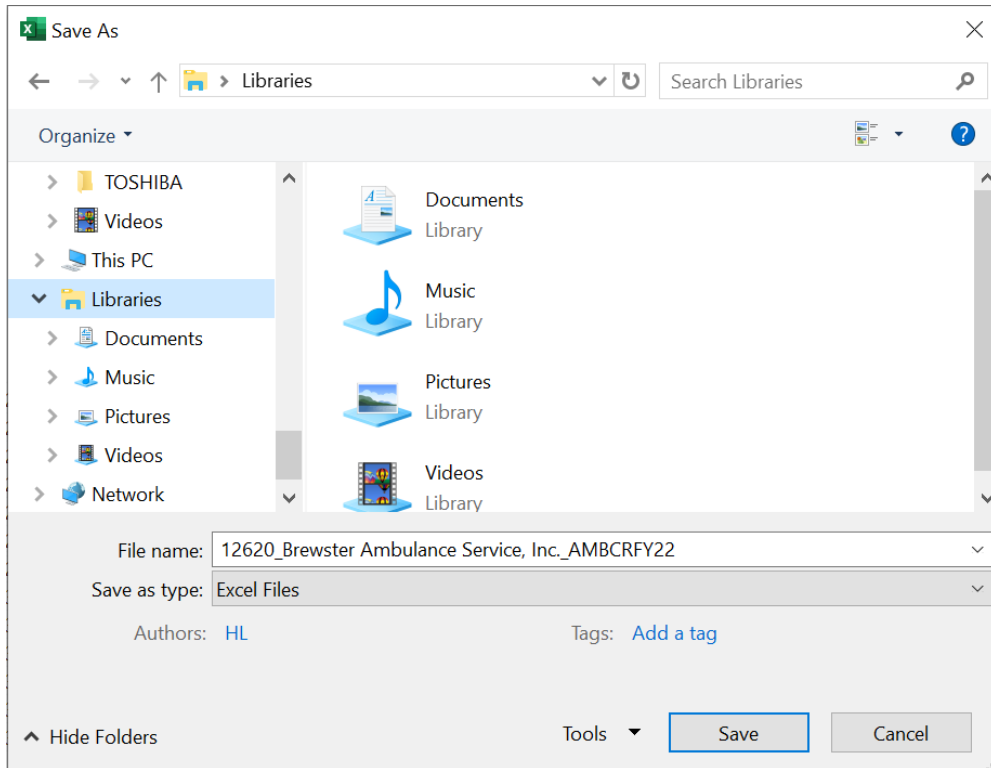 Save As
Libraries
Search Libraries
Organize
TOSHIBA
Videos
This PC
Libraries
Documents
Music
Pictures
Videos
Network
Documents
Library
Music
Library
Pictures
Library
Videos
Library
File name: 12620_Brewster Ambulance Service, Inc._AMBCRFY22
Save as type: Excel Files
Authors: HL Tags: Add a tag
Hide Folders Tools Save Cancel